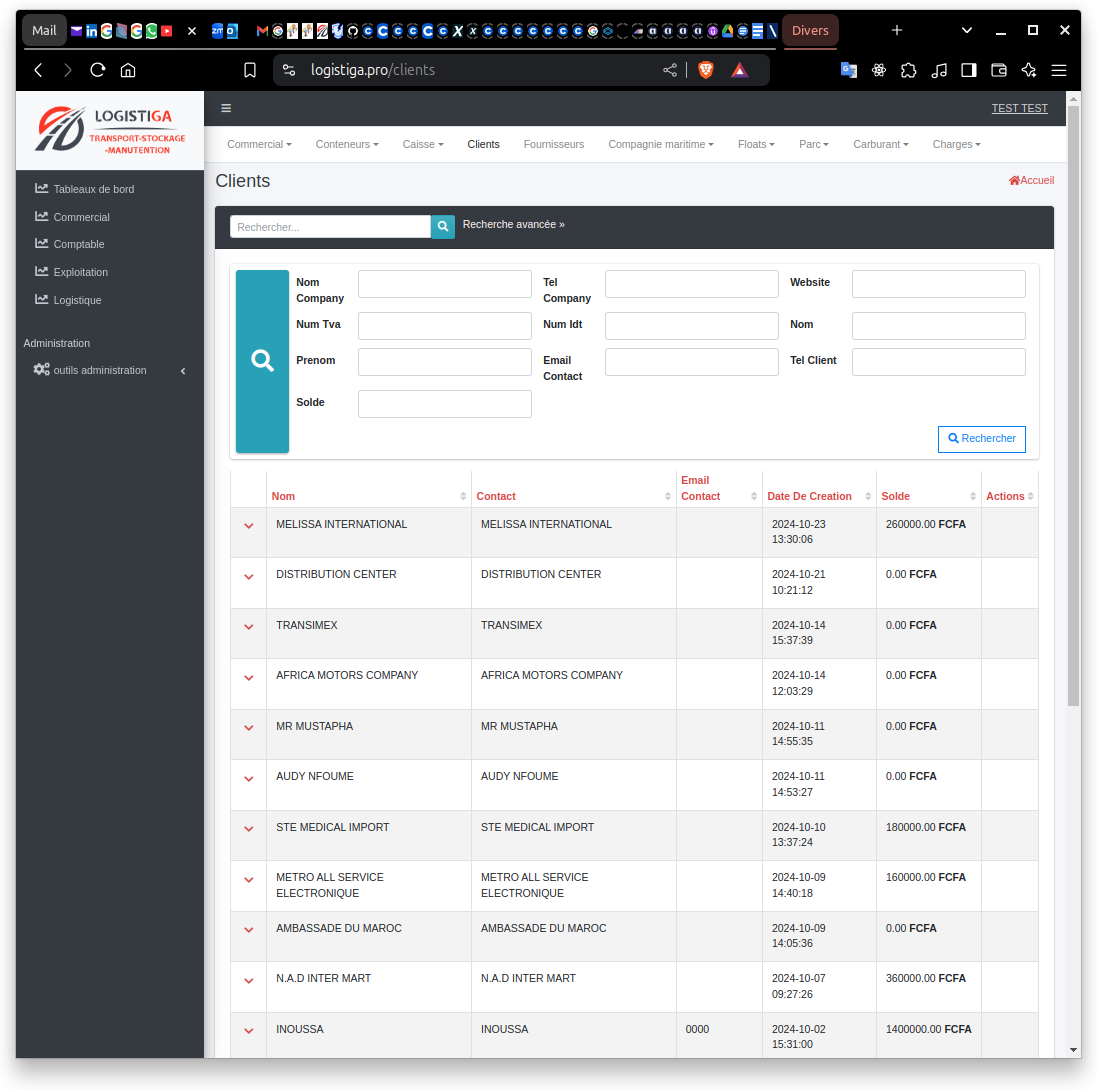 Mail
Divers
logistiga.pro/clients
LOGISTIGA
TRANSPORT-STOCKAGE
-MANUTENTION
TEST TEST
Commercial Conteneurs Caisse Clients Fournisseurs Compagnie maritime Floats Parc Carburant Charges
Clients
Accueil
Tableaux de bord
Commercial
Comptable
Exploitation
Logistique
Administration
outils administration
Rechercher...
Recherche avancée »
Nom Company
Tel Company
Website
Num Tva
Num Idt
Nom
Prenom
Email Contact
Tel Client
Solde
Rechercher
Nom Contact Email Contact Date De Creation Solde Actions
MELISSA INTERNATIONAL MELISSA INTERNATIONAL 2024-10-23 13:30:06 260000.00 FCFA
DISTRIBUTION CENTER DISTRIBUTION CENTER 2024-10-21 10:21:12 0.00 FCFA
TRANSIMEX TRANSIMEX 2024-10-14 15:37:39 0.00 FCFA
AFRICA MOTORS COMPANY AFRICA MOTORS COMPANY 2024-10-14 12:03:29 0.00 FCFA
MR MUSTAPHA MR MUSTAPHA 2024-10-11 14:55:35 0.00 FCFA
AUDY NFOUME AUDY NFOUME 2024-10-11 14:53:27 0.00 FCFA
STE MEDICAL IMPORT STE MEDICAL IMPORT 2024-10-10 13:37:24 180000.00 FCFA
METRO ALL SERVICE ELECTRONIQUE METRO ALL SERVICE ELECTRONIQUE 2024-10-09 14:40:18 160000.00 FCFA
AMBASSADE DU MAROC AMBASSADE DU MAROC 2024-10-09 14:05:36 0.00 FCFA
N.A.D INTER MART N.A.D INTER MART 2024-10-07 09:27:26 360000.00 FCFA
INOUSSA INOUSSA 0000 2024-10-02 15:31:00 1400000.00 FCFA